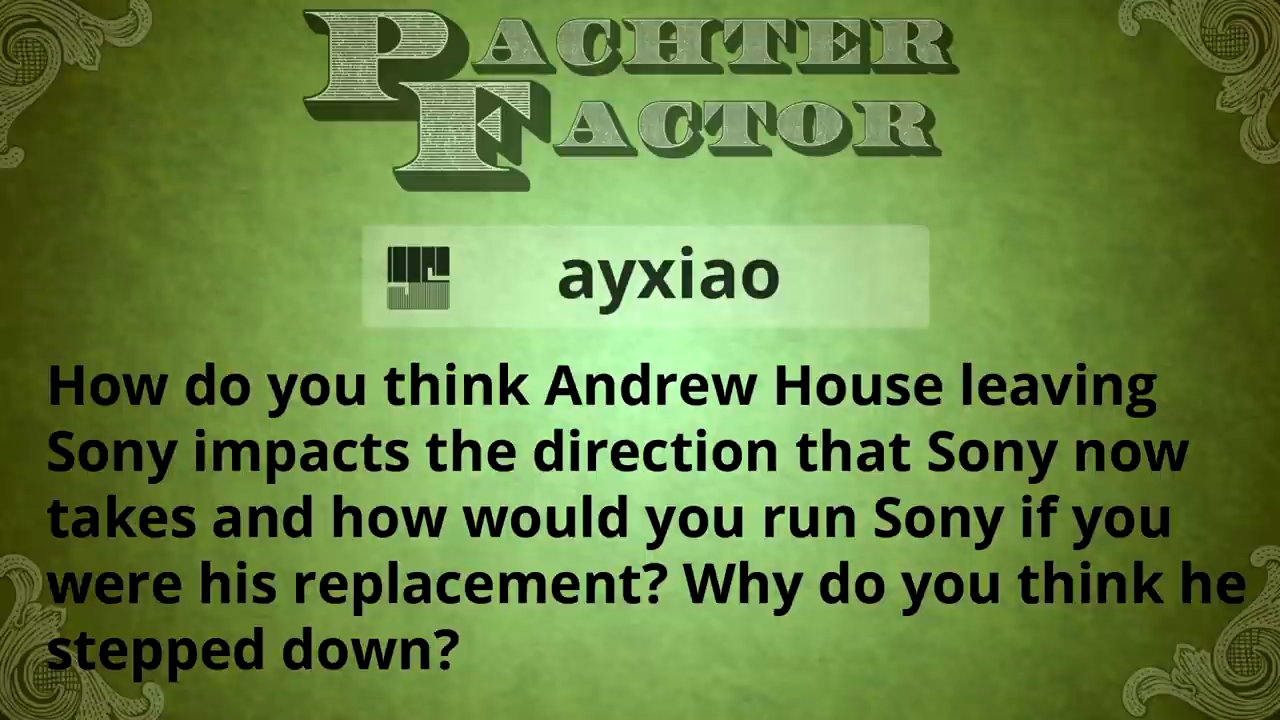 PACHTER
FACTOR
ayxiao
How do you think Andrew House leaving
Sony impacts the direction that Sony now
takes and how would you run Sony if you
were his replacement? Why do you think he
stepped down?